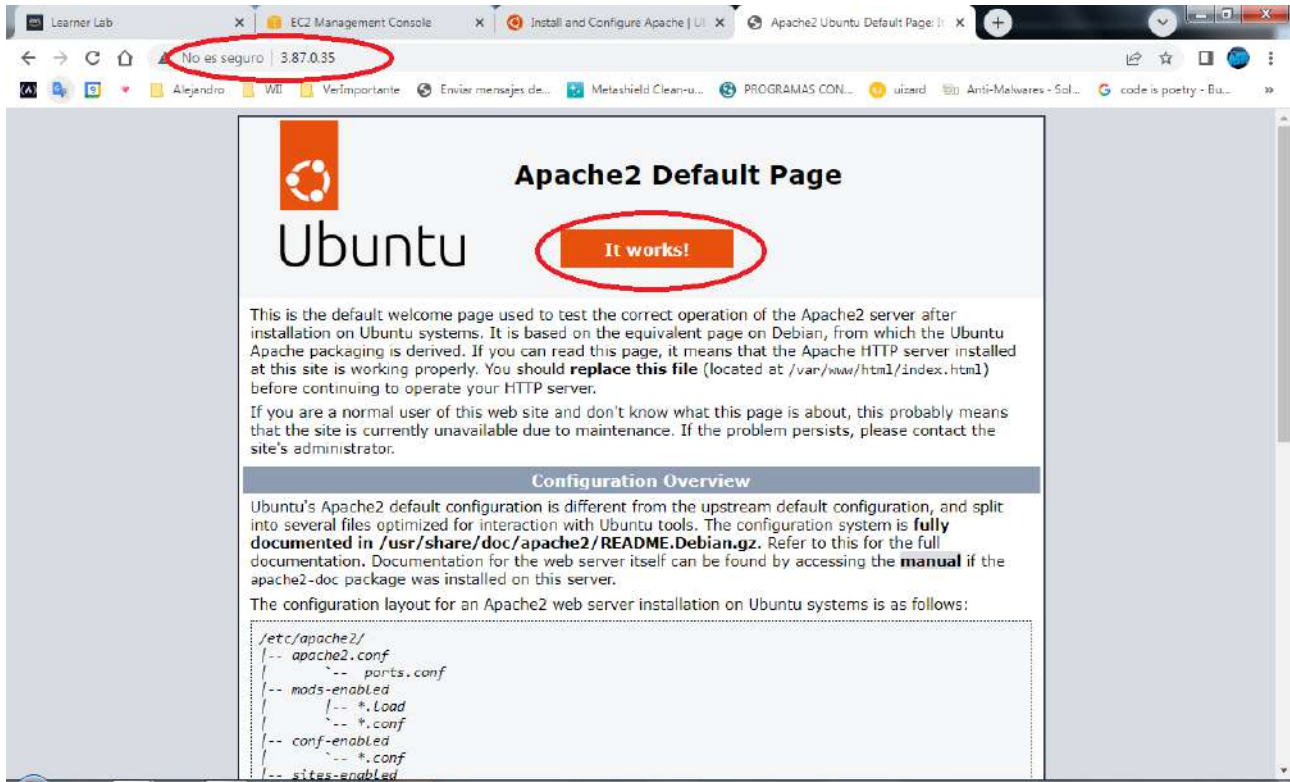 Learner Lab
EC2 Management Console
Install and Configure Apache | U
Apache2 Ubuntu Default Page: I
No es seguro | 3.87.0.35
Alejandro
WII
VerImportante
Enviar mensajes de...
Metashield Clean-u...
PROGRAMAS CON...
uizard
Anti-Malwares - Sol...
code is poetry - Bu...
»
Apache2 Default Page
Ubuntu
It works!
This is the default welcome page used to test the correct operation of the Apache2 server after
installation on Ubuntu systems. It is based on the equivalent page on Debian, from which the Ubuntu
Apache packaging is derived. If you can read this page, it means that the Apache HTTP server installed
at this site is working properly. You should replace this file (located at /var/www/html/index.html)
before continuing to operate your HTTP server.
If you are a normal user of this web site and don't know what this page is about, this probably means
that the site is currently unavailable due to maintenance. If the problem persists, please contact the
site's administrator.
Configuration Overview
Ubuntu's Apache2 default configuration is different from the upstream default configuration, and split
into several files optimized for interaction with Ubuntu tools. The configuration system is fully
documented in /usr/share/doc/apache2/README.Debian.gz. Refer to this for the full
documentation. Documentation for the web server itself can be found by accessing the manual if the
apache2-doc package was installed on this server.
The configuration layout for an Apache2 web server installation on Ubuntu systems is as follows:
/etc/apache2/
|-- apache2.conf
|       `-- ports.conf
|-- mods-enabled
|       |-- *.load
|       `-- *.conf
|-- conf-enabled
|       `-- *.conf
|-- sites-enabled